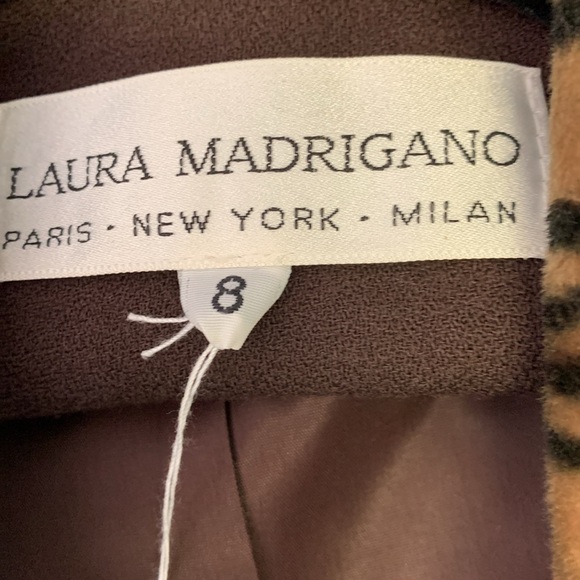 LAURA MADRIGANO
PARIS · NEW YORK · MILAN
8